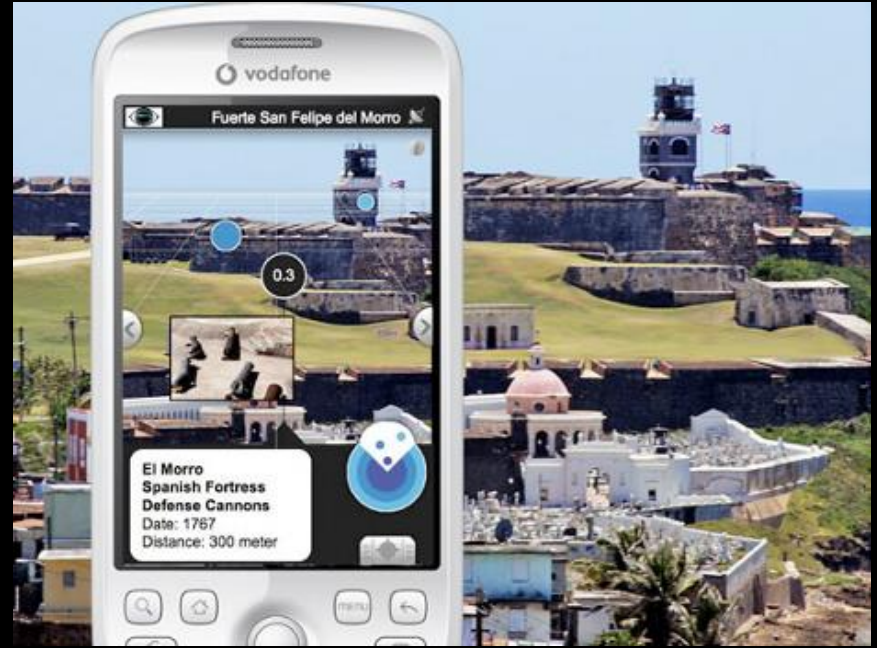 vodafone
Fuerte San Felipe del Morro
0.3
El Morro
Spanish Fortress
Defense Cannons
Date: 1767
Distance: 300 meter
menu